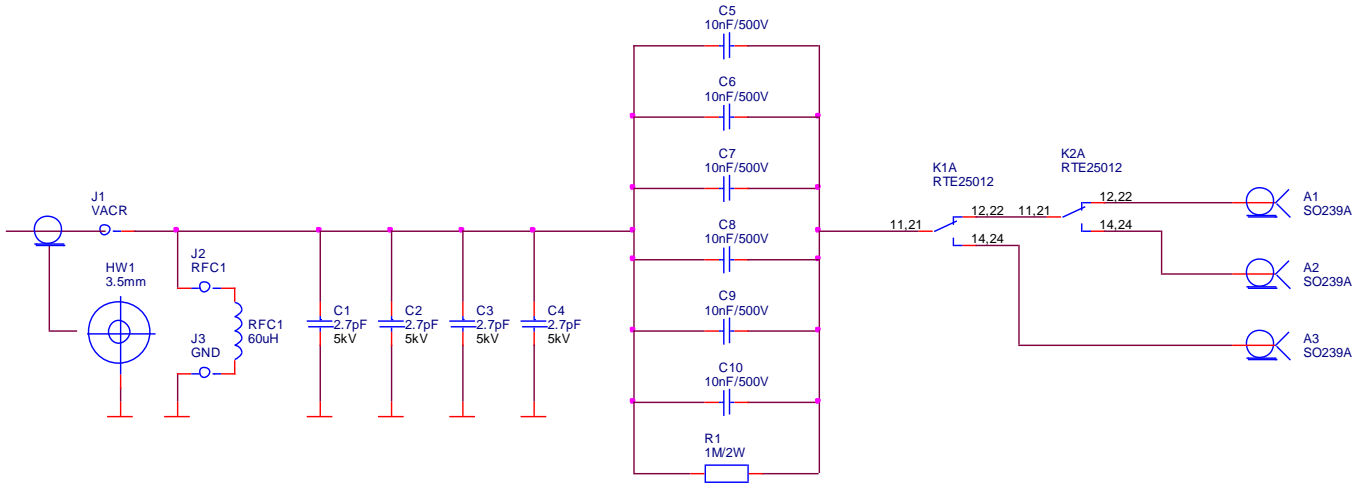 C5
10nF/500V
C6
10nF/500V
C7
10nF/500V
C8
10nF/500V
C9
10nF/500V
C10
10nF/500V
R1
1M/2W
J1
VACR
HW1
3.5mm
J2
RFC1
J3
GND
RFC1
60uH
C1
2.7pF
5kV
C2
2.7pF
5kV
C3
2.7pF
5kV
C4
2.7pF
5kV
K1A
RTE25012
11,21
12,22
14,24
K2A
RTE25012
11,21
12,22
14,24
A1
SO239A
A2
SO239A
A3
SO239A